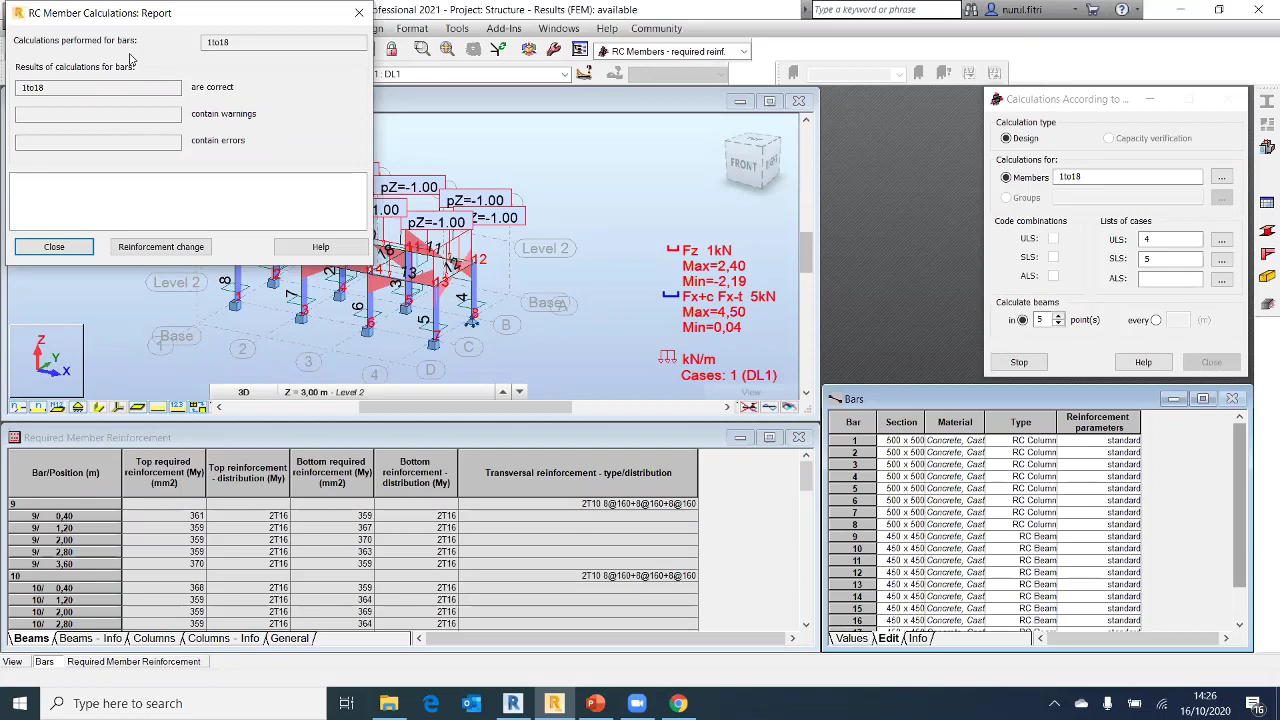 RC Member Calculations: Report
rofessional 2021 - Project: Structure - Results (FEM): available
Type a keyword or phrase
nurul.fitri
Calculations performed for bars:
1to18
Results of calculations for bars:
1to18
are correct
contain warnings
contain errors
Close
Reinforcement change
Help
Format
Tools
Add-Ins
Window
Help
Community
RC Members - required reinf.
: DL1
FRONT
pZ=-1.00
pZ=-1.00
1.00
pZ=-1.00
Z=-1.00
Level 2
Level 2
Base
Base
Fz 1kN
Max=2,40
Min=-2,19
Fx+c Fx-t 5kN
Max=4,50
Min=0,04
kN/m
Cases: 1 (DL1)
View
3D
Z = 3,00 m - Level 2
Calculations According to ...
Calculation type
Design
Capacity verification
Calculations for:
Members
1to18
...
Groups
...
Code combinations
Lists of cases
ULS:
ULS:
4
...
SLS:
SLS:
5
...
ALS:
ALS:
...
Calculate beams
in
5
point(s)
every
(m)
Stop
Help
Close
Required Member Reinforcement
Bar/Position (m)
Top required reinforcement (My) (mm2)
Top reinforcement - distribution (My)
Bottom required reinforcement (My) (mm2)
Bottom reinforcement - distribution (My)
Transversal reinforcement - type/distribution
9 2T10 8@160+8@160+8@160
9/ 0,40 361 2T16 359 2T16
9/ 1,20 359 2T16 367 2T16
9/ 2,00 359 2T16 370 2T16
9/ 2,80 359 2T16 363 2T16
9/ 3,60 370 2T16 359 2T16
10 2T10 8@160+8@160+8@160
10/ 0,40 368 2T16 359 2T16
10/ 1,20 359 2T16 364 2T16
10/ 2,00 359 2T16 369 2T16
10/ 2,80 359 2T16 364 2T16
Beams
Beams - Info
Columns
Columns - Info
General
Bars
Bar Section Material Type Reinforcement parameters
1 500 x 500 Concrete, Cast RC Column standard
2 500 x 500 Concrete, Cast RC Column standard
3 500 x 500 Concrete, Cast RC Column standard
4 500 x 500 Concrete, Cast RC Column standard
5 500 x 500 Concrete, Cast RC Column standard
6 500 x 500 Concrete, Cast RC Column standard
7 500 x 500 Concrete, Cast RC Column standard
8 500 x 500 Concrete, Cast RC Column standard
9 450 x 450 Concrete, Cast RC Beam standard
10 450 x 450 Concrete, Cast RC Beam standard
11 450 x 450 Concrete, Cast RC Beam standard
12 450 x 450 Concrete, Cast RC Beam standard
13 450 x 450 Concrete, Cast RC Beam standard
14 450 x 450 Concrete, Cast RC Beam standard
15 450 x 450 Concrete, Cast RC Beam standard
16 450 x 450 Concrete, Cast RC Beam standard
Values
Edit
Info
View
Bars
Required Member Reinforcement
Type here to search
14:26
16/10/2020